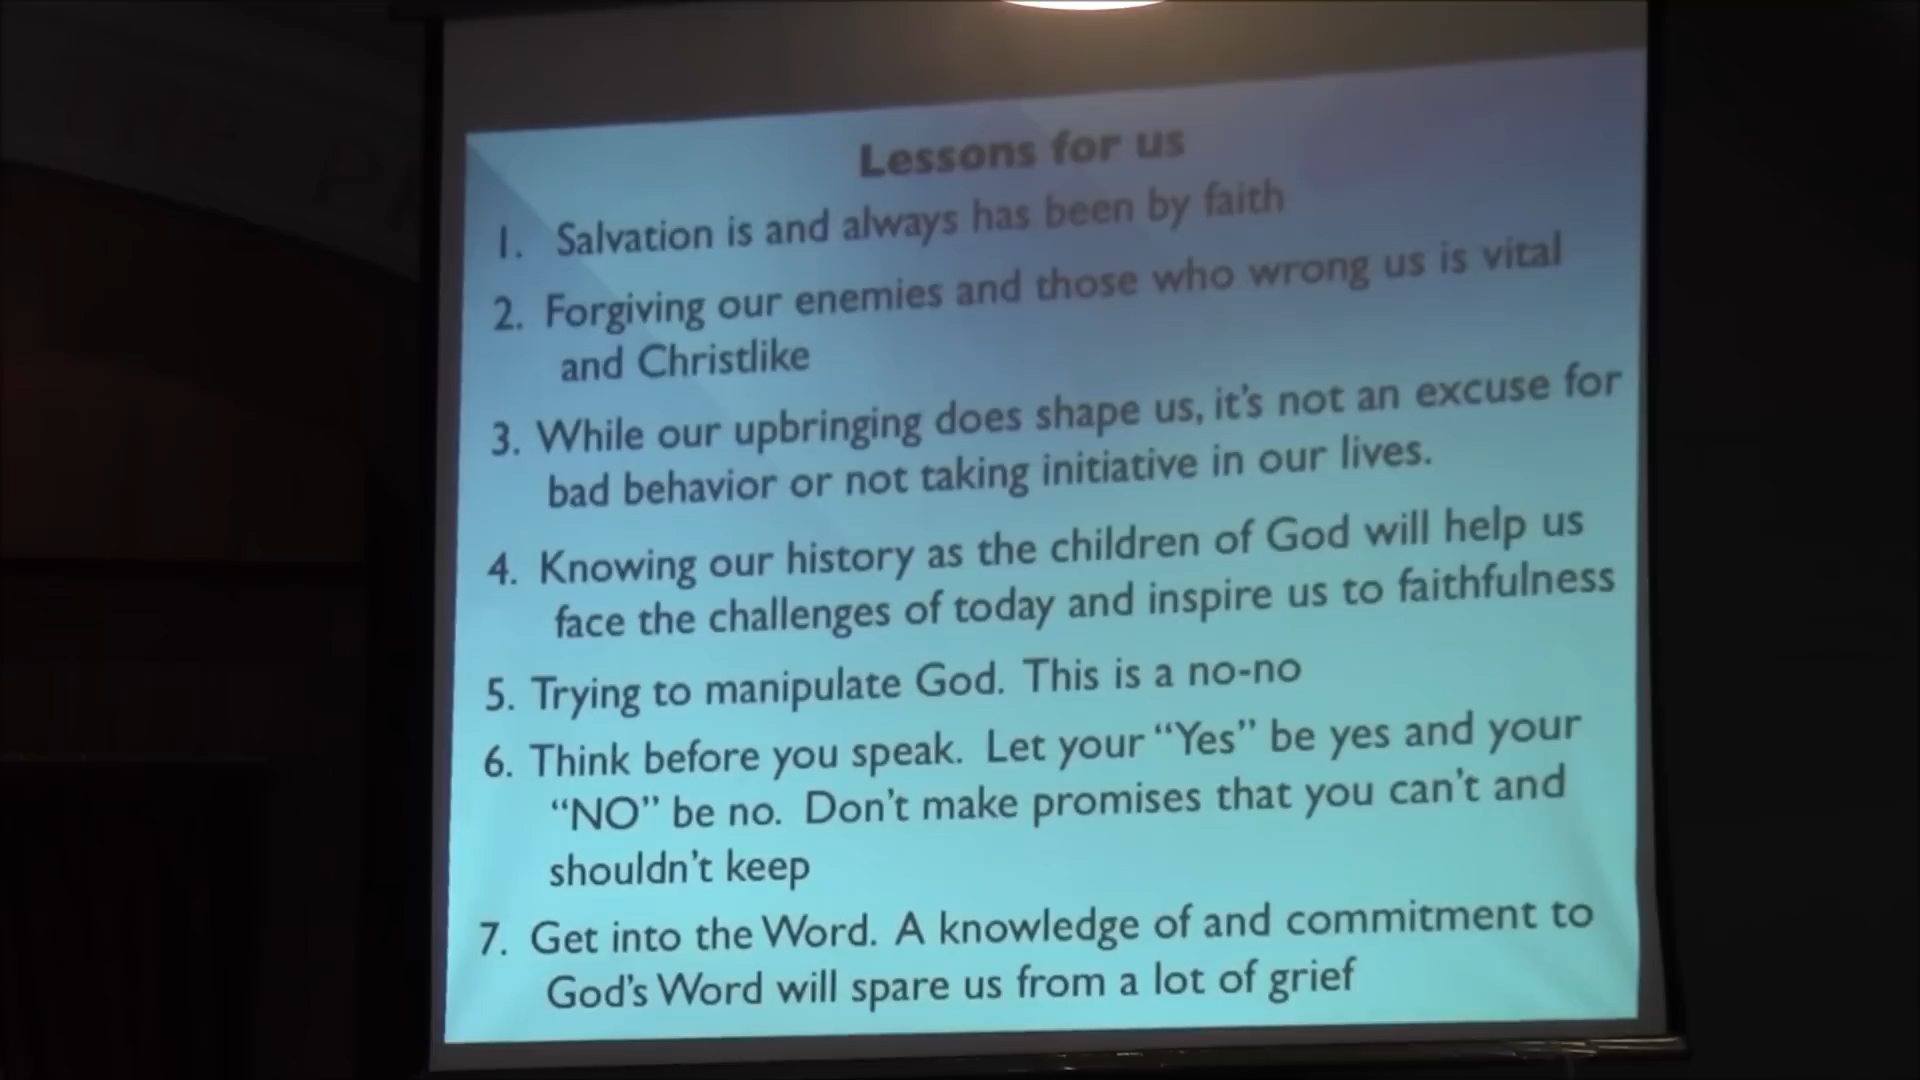 Lessons for us
1. Salvation is and always has been by faith
2. Forgiving our enemies and those who wrong us is vital
and Christlike
3. While our upbringing does shape us, it's not an excuse for
bad behavior or not taking initiative in our lives.
4. Knowing our history as the children of God will help us
face the challenges of today and inspire us to faithfulness
5. Trying to manipulate God. This is a no-no
6. Think before you speak. Let your “Yes” be yes and your
“NO” be no. Don't make promises that you can't and
shouldn't keep
7. Get into the Word. A knowledge of and commitment to
God's Word will spare us from a lot of grief